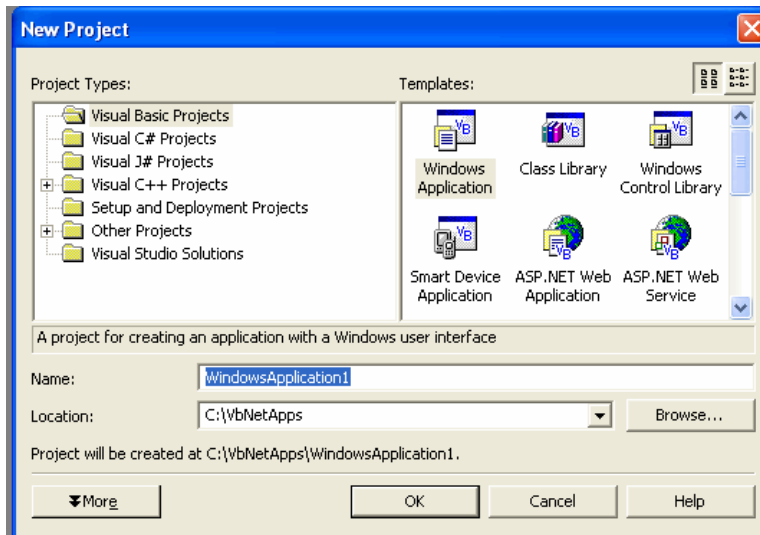 New Project
Project Types:
Templates:
Visual Basic Projects
Visual C# Projects
Visual J# Projects
Visual C++ Projects
Setup and Deployment Projects
Other Projects
Visual Studio Solutions
Windows Application
Class Library
Windows Control Library
Smart Device Application
ASP.NET Web Application
ASP.NET Web Service
A project for creating an application with a Windows user interface
Name:
WindowsApplication1
Location:
C:\VbNetApps
Browse...
Project will be created at C:\VbNetApps\WindowsApplication1.
More
OK
Cancel
Help